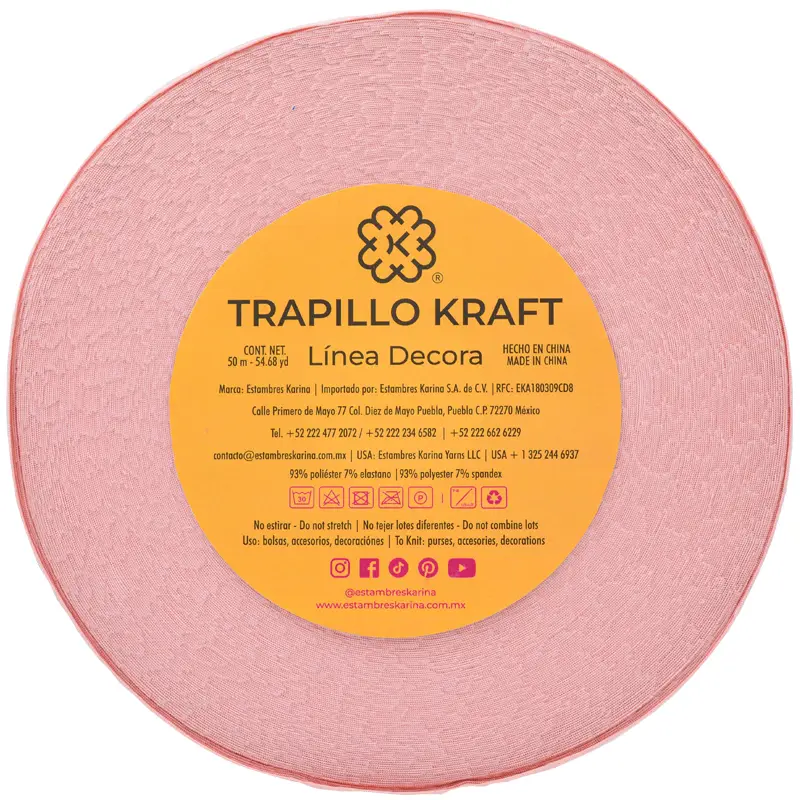 K
®
TRAPILLO KRAFT
CONT. NET.
50 m - 54.68 yd
Línea Decora
HECHO EN CHINA
MADE IN CHINA
Marca: Estambres Karina | Importado por: Estambres Karina S.A. de C.V. | RFC: EKA180309CD8
Calle Primero de Mayo 77 Col. Diez de Mayo Puebla, Puebla C.P. 72270 México
Tel. +52 222 477 2072 / +52 222 234 6582 | +52 222 662 6229
contacto@estambreskarina.com.mx | USA: Estambres Karina Yarns LLC | USA + 1 325 244 6937
93% poliéster 7% elastano | 93% polyester 7% spandex
30 P
No estirar - Do not stretch | No tejer lotes diferentes - Do not combine lots
Uso: bolsas, accesorios, decoraciónes | To Knit: purses, accesories, decorations
@estambreskarina
www.estambreskarina.com.mx